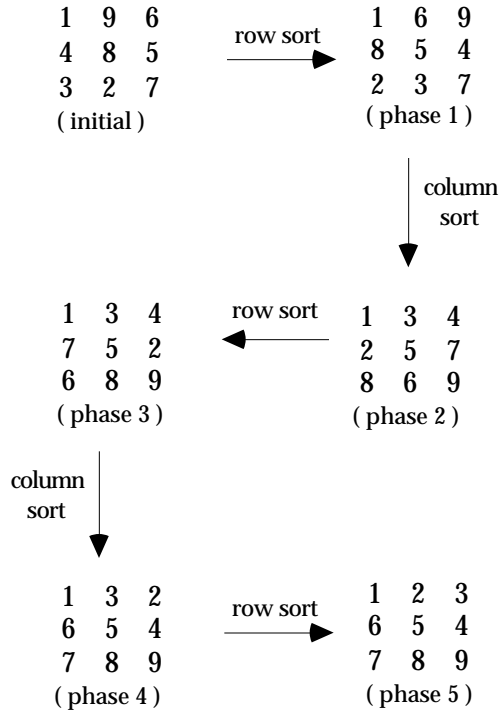 1 9 6
4 8 5
3 2 7
( initial )
row sort
1 6 9
8 5 4
2 3 7
( phase 1 )
column
sort
1 3 4
2 5 7
8 6 9
( phase 2 )
row sort
1 3 4
7 5 2
6 8 9
( phase 3 )
column
sort
1 3 2
6 5 4
7 8 9
( phase 4 )
row sort
1 2 3
6 5 4
7 8 9
( phase 5 )